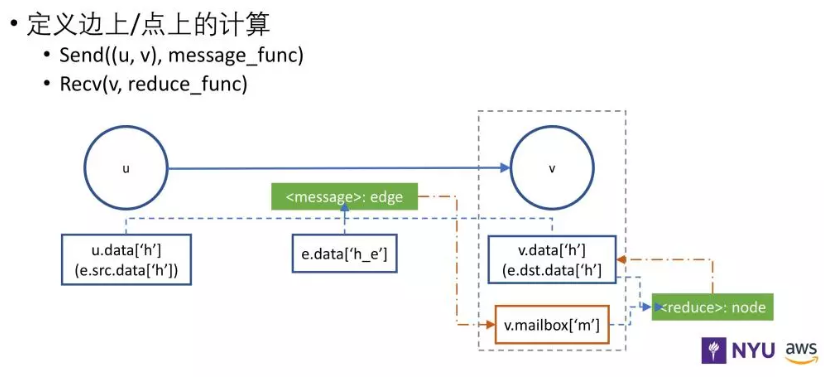 定义边上/点上的计算
Send((u, v), message_func)
Recv(v, reduce_func)
u
v
<message>: edge
u.data[‘h’]
(e.src.data[‘h’])
e.data[‘h_e’]
v.data[‘h’]
(e.dst.data[‘h’]
v.mailbox[‘m’]
<reduce>: node
NYU
aws